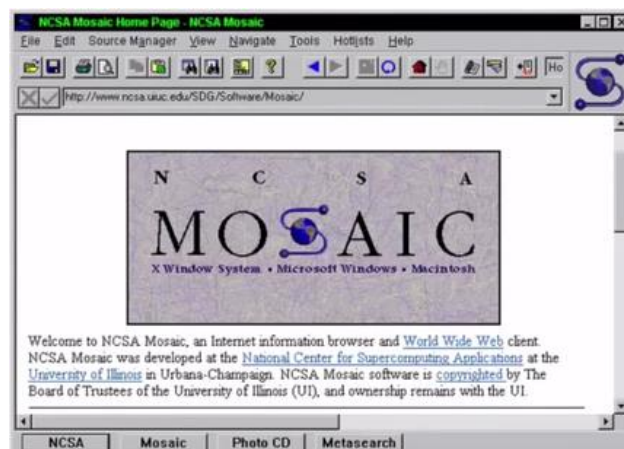 NCSA Mosaic Home Page - NCSA Mosaic
File Edit Source Manager View Navigate Tools Hotlists Help
Ho
http://www.ncsa.uiuc.edu/SDG/Software/Mosaic/
N C S A
MOSAIC
X Window System • Microsoft Windows • Macintosh
Welcome to NCSA Mosaic, an Internet information browser and World Wide Web client.
NCSA Mosaic was developed at the National Center for Supercomputing Applications at the
University of Illinois in Urbana-Champaign. NCSA Mosaic software is copyrighted by The
Board of Trustees of the University of Illinois (UI), and ownership remains with the UI.
NCSA Mosaic Photo CD Metasearch